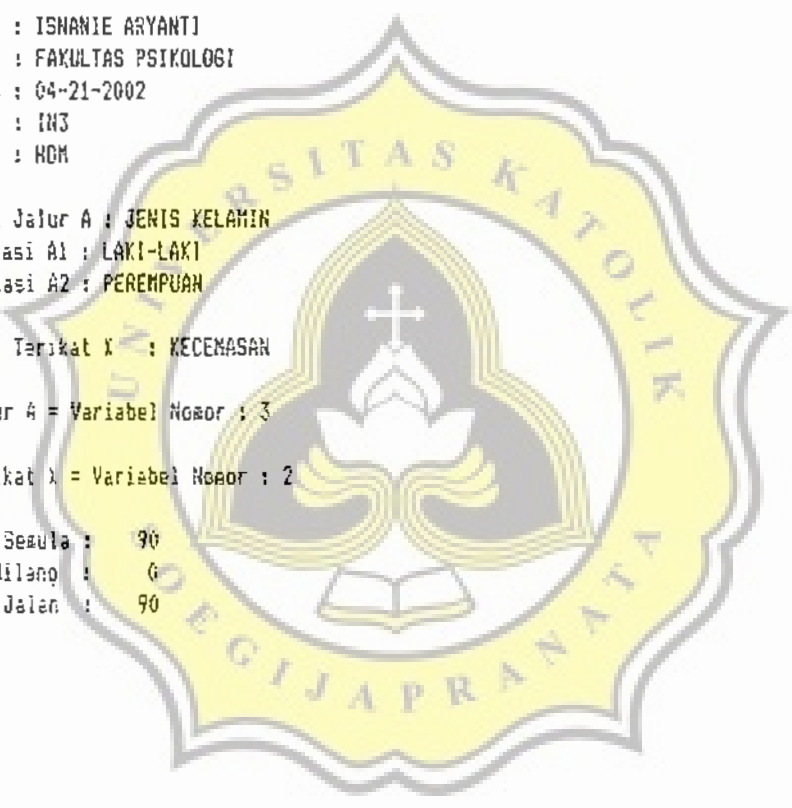 : ISNANIE ARYANTI
: FAKULTAS PSIKOLOGI
: 04-21-2002
: IN3
: KDM
Jalur A : JENIS KELAMIN
asi A1 : LAKI-LAKI
asi A2 : PEREMPUAN
Terikat X : KECEMASAN
r A = Variabel Nomor : 3
kat X = Variabel Nomor : 2
Semula : 90
ilang : 0
Jalan : 90
UNIVERSITAS KATOLIK
SOEGIJAPRANATA